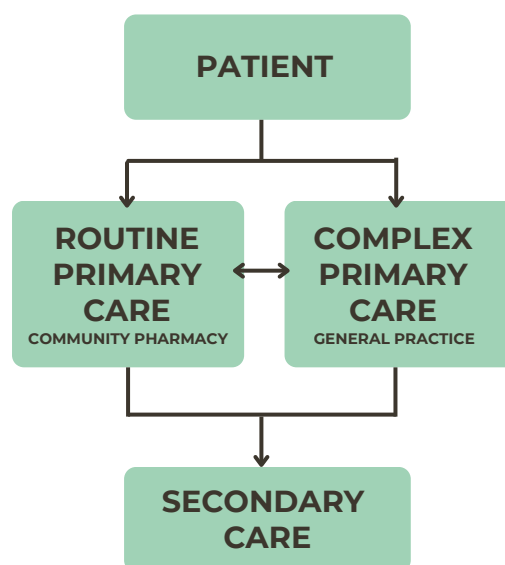 PATIENT
ROUTINE
PRIMARY
CARE
COMMUNITY PHARMACY
COMPLEX
PRIMARY
CARE
GENERAL PRACTICE
SECONDARY
CARE